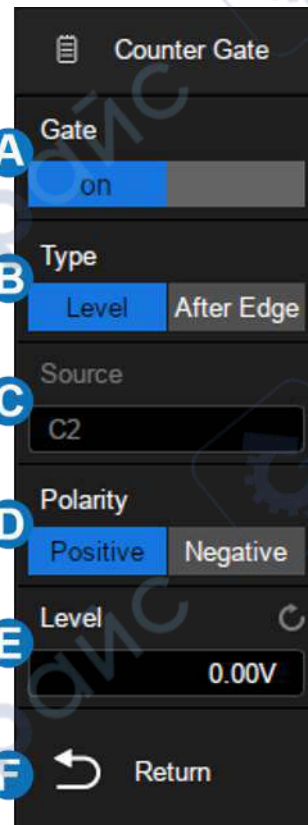 Counter Gate
A
Gate
on
B
Type
Level After Edge
C
Source
C2
D
Polarity
Positive Negative
E
Level
0.00V
F
Return